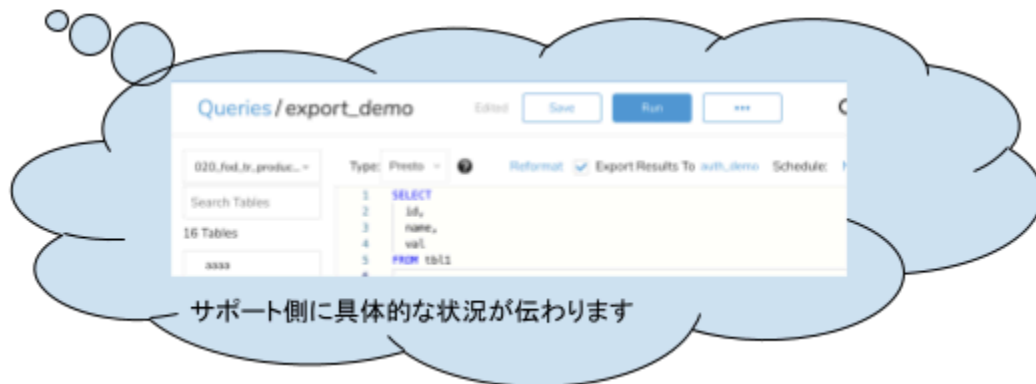 Queries/export_demo Edited Save Run •••
Type: Presto Reformat Export Results To auth_demo Schedule:
Search Tables
16 Tables
aaaa
1 SELECT
2 id,
3 name,
4 val
5 FROM tbl1
サポート側に具体的な状況が伝わります